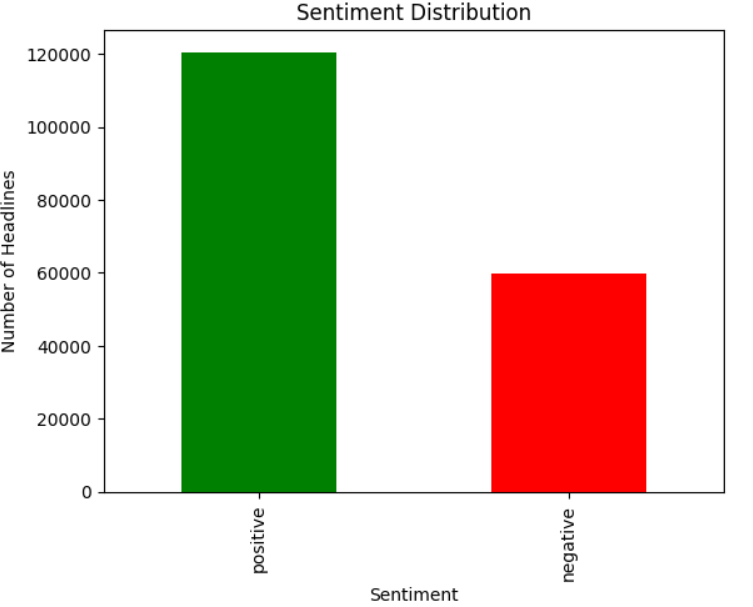 Sentiment Distribution
Number of Headlines
120000
100000
80000
60000
40000
20000
0
positive
negative
Sentiment